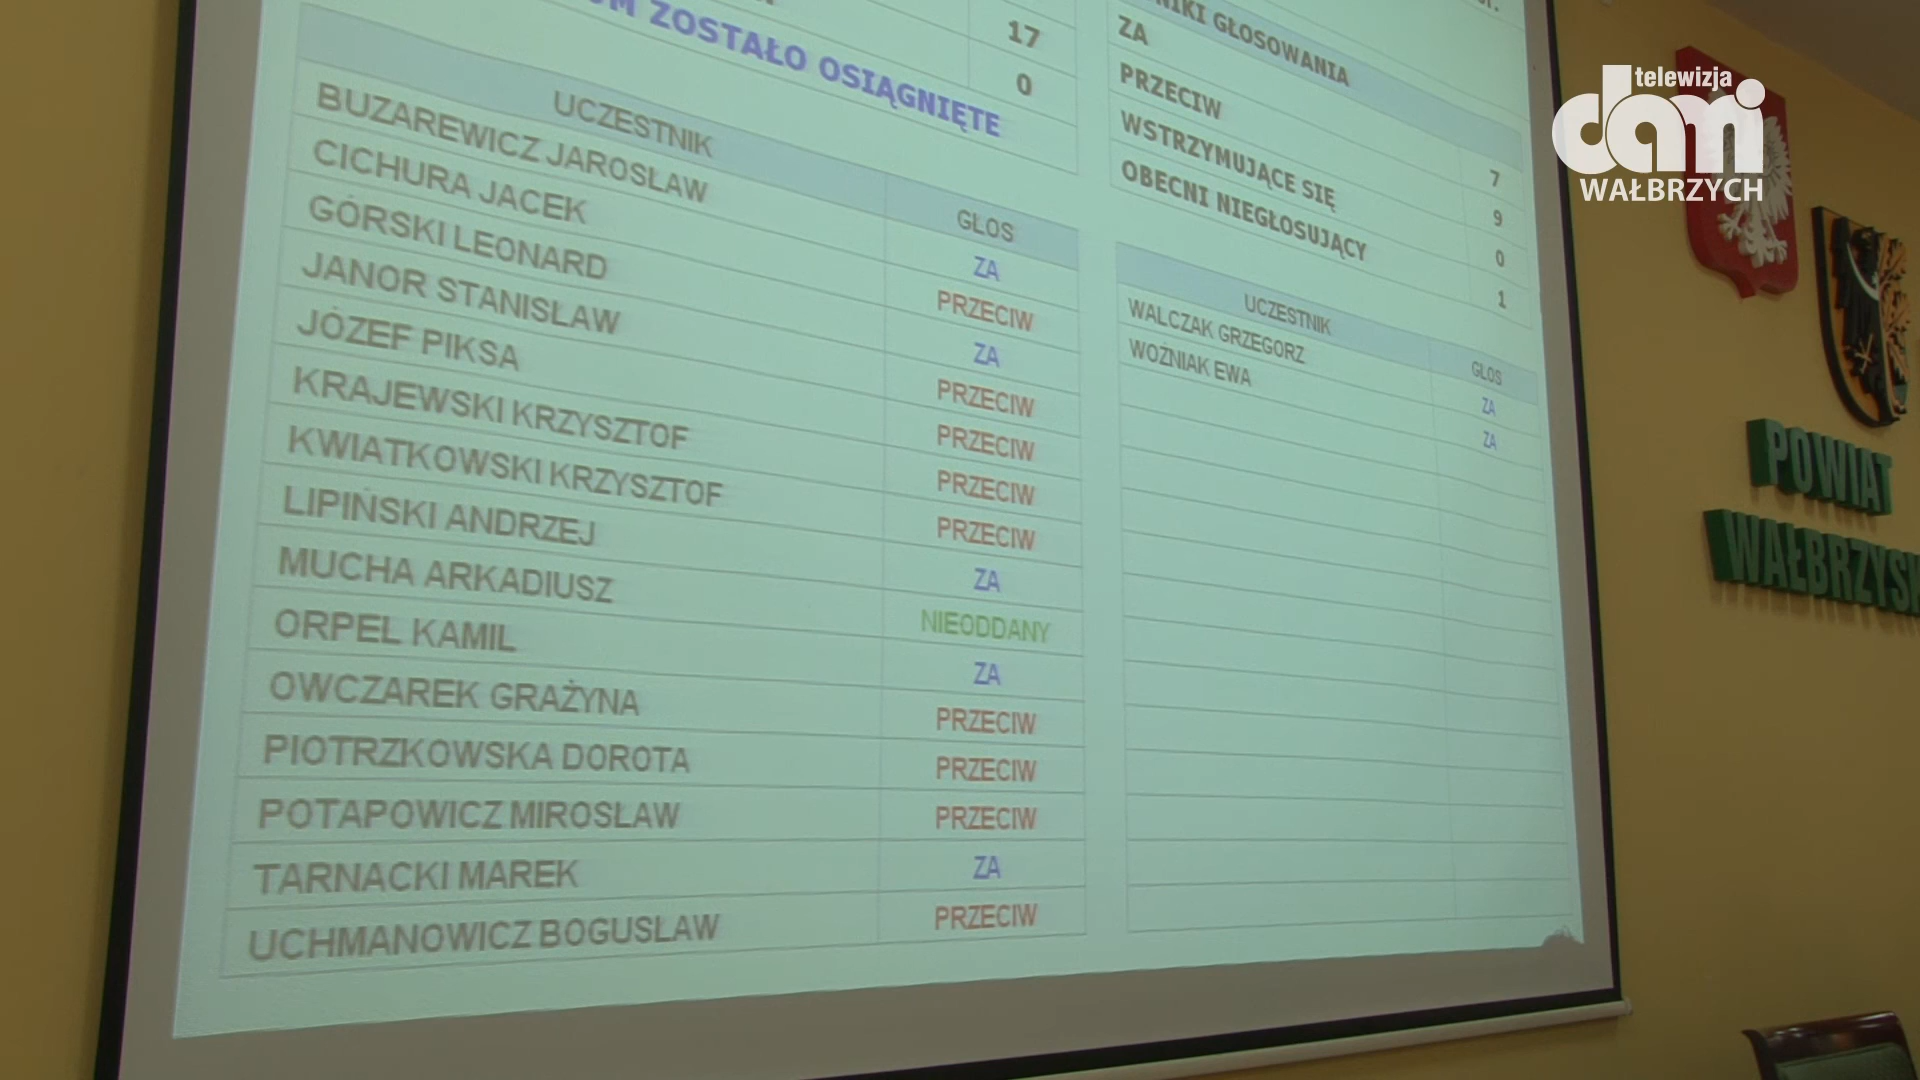 17
0
ZOSTAŁO OSIĄGNIĘTE
UCZESTNIK GŁOS
BUZAREWICZ JAROSŁAW ZA
CICHURA JACEK PRZECIW
GÓRSKI LEONARD ZA
JANOR STANISŁAW PRZECIW
JÓZEF PIKSA PRZECIW
KRAJEWSKI KRZYSZTOF PRZECIW
KWIATKOWSKI KRZYSZTOF PRZECIW
LIPIŃSKI ANDRZEJ ZA
MUCHA ARKADIUSZ NIEODDANY
ORPEL KAMIL ZA
OWCZAREK GRAŻYNA PRZECIW
PIOTRZKOWSKA DOROTA PRZECIW
POTAPOWICZ MIROSŁAW PRZECIW
TARNACKI MAREK ZA
UCHMANOWICZ BOGUSŁAW PRZECIW
GŁOSOWANIA
ZA 7
PRZECIW 9
WSTRZYMUJĄCE SIĘ 0
OBECNI NIEGŁOSUJĄCY 1
UCZESTNIK GŁOS
WALCZAK GRZEGORZ ZA
WOŹNIAK EWA ZA
telewizja
dami
WAŁBRZYCH
POWIAT
WAŁBRZYSK